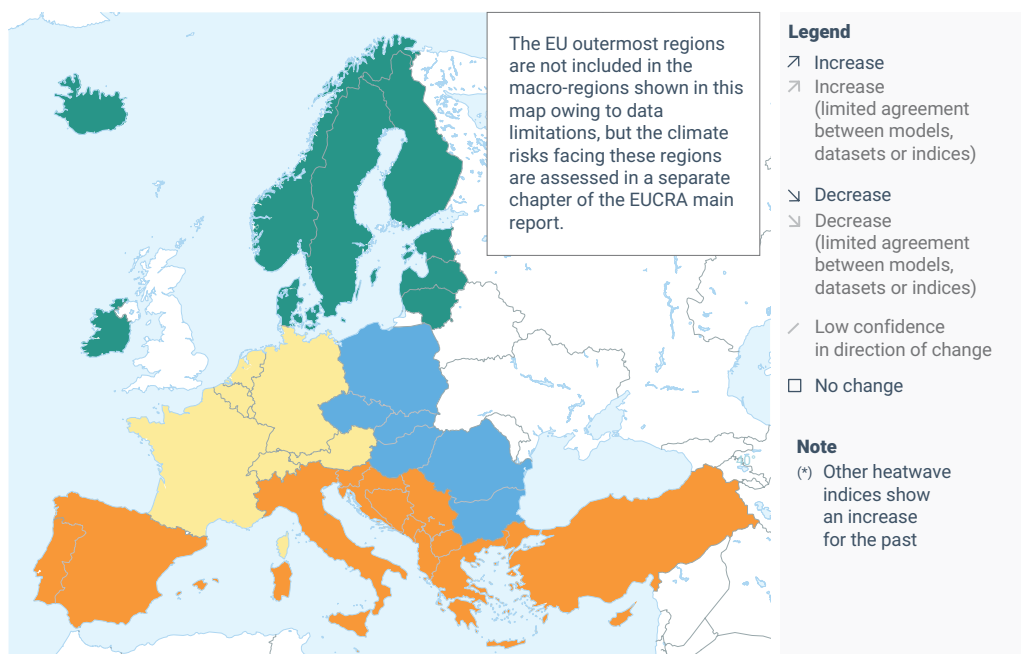 The EU outermost regions
are not included in the
macro-regions shown in this
map owing to data
limitations, but the climate
risks facing these regions
are assessed in a separate
chapter of the EUCRA main
report.
Legend
Increase
Increase
(limited agreement
between models,
datasets or indices)
Decrease
Decrease
(limited agreement
between models,
datasets or indices)
Low confidence
in direction of change
No change
Note
(*) Other heatwave
indices show
an increase
for the past